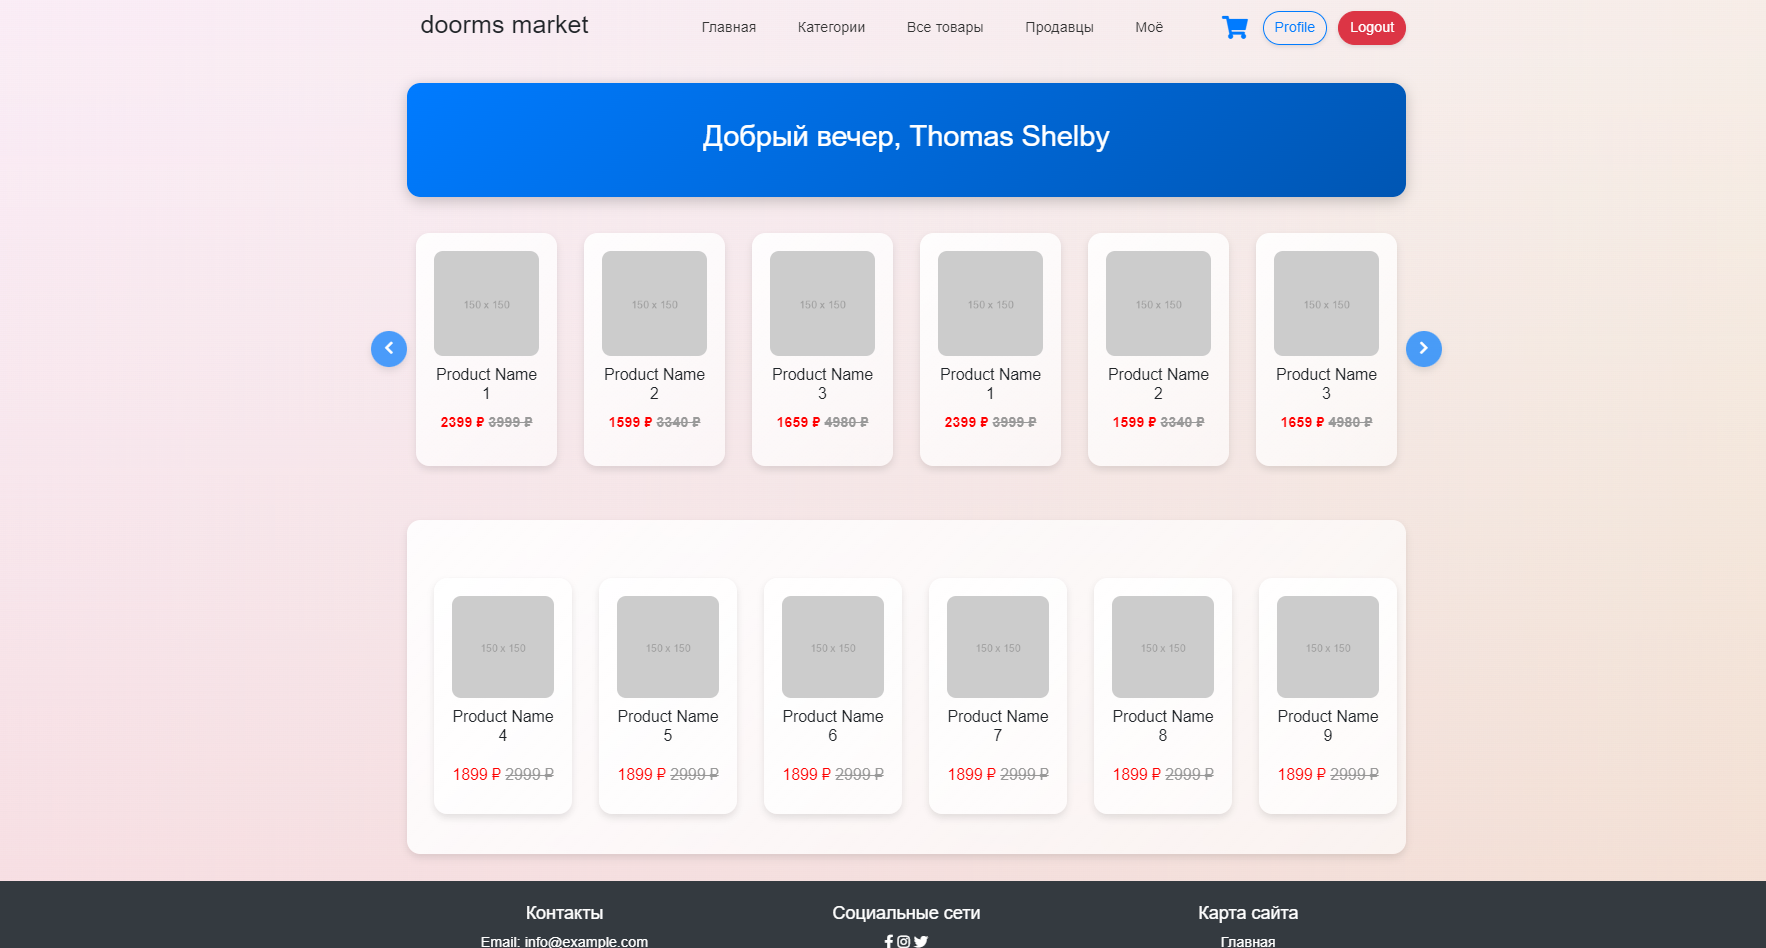 doorms market Главная Категории Все товары Продавцы Моё Profile Logout
Добрый вечер, Thomas Shelby
150 x 150 150 x 150 150 x 150 150 x 150 150 x 150 150 x 150
Product Name Product Name Product Name Product Name Product Name Product Name
1 2 3 1 2 3
2399 ₽ 3999 ₽ 1599 ₽ 3340 ₽ 1659 ₽ 4980 ₽ 2399 ₽ 3999 ₽ 1599 ₽ 3340 ₽ 1659 ₽ 4980 ₽
150 x 150 150 x 150 150 x 150 150 x 150 150 x 150 150 x 150
Product Name Product Name Product Name Product Name Product Name Product Name
4 5 6 7 8 9
1899 ₽ 2999 ₽ 1899 ₽ 2999 ₽ 1899 ₽ 2999 ₽ 1899 ₽ 2999 ₽ 1899 ₽ 2999 ₽ 1899 ₽ 2999 ₽
Контакты Социальные сети Карта сайта
Email: info@example.com Главная